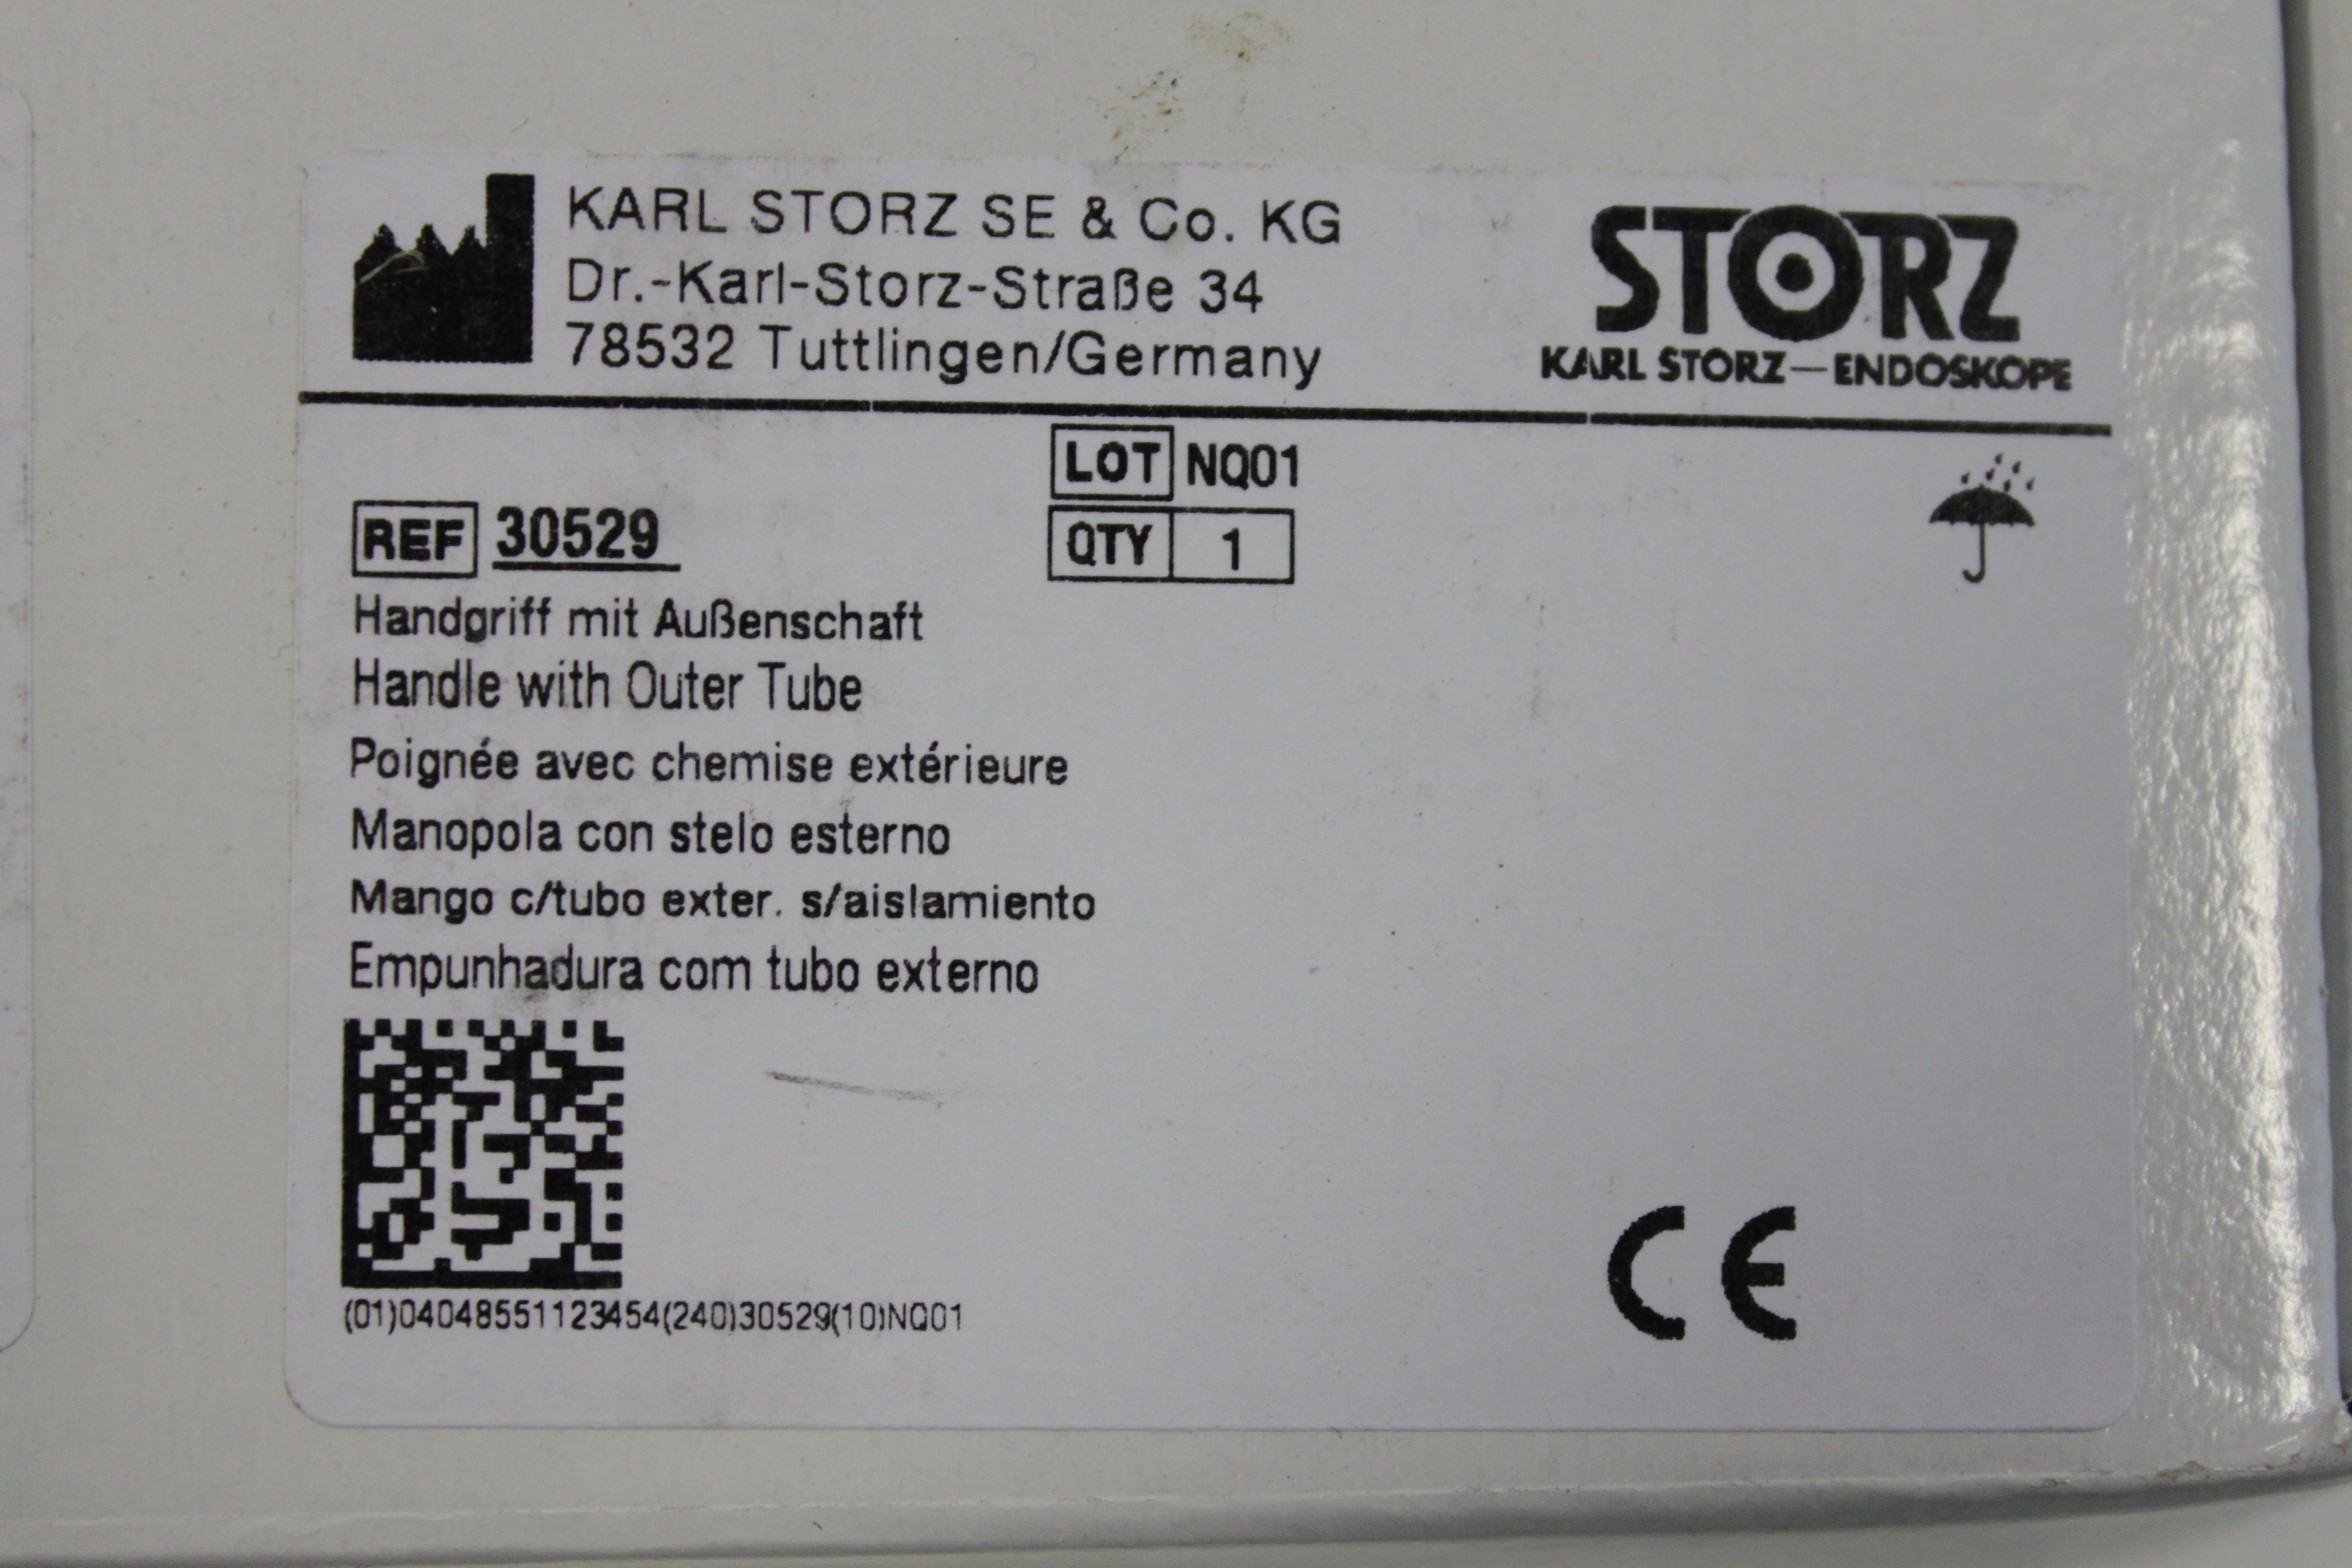 KARL STORZ SE & Co. KG
Dr.-Karl-Storz-Straße 34
78532 Tuttlingen/Germany
STORZ
KARL STORZ—ENDOSKOPE
LOT NQ01
REF 30529
QTY 1
Handgriff mit Außenschaft
Handle with Outer Tube
Poignée avec chemise extérieure
Manopola con stelo esterno
Mango c/tubo exter. s/aislamiento
Empunhadura com tubo externo
(01)04048551123454(240)30529(10)NQ01
CE